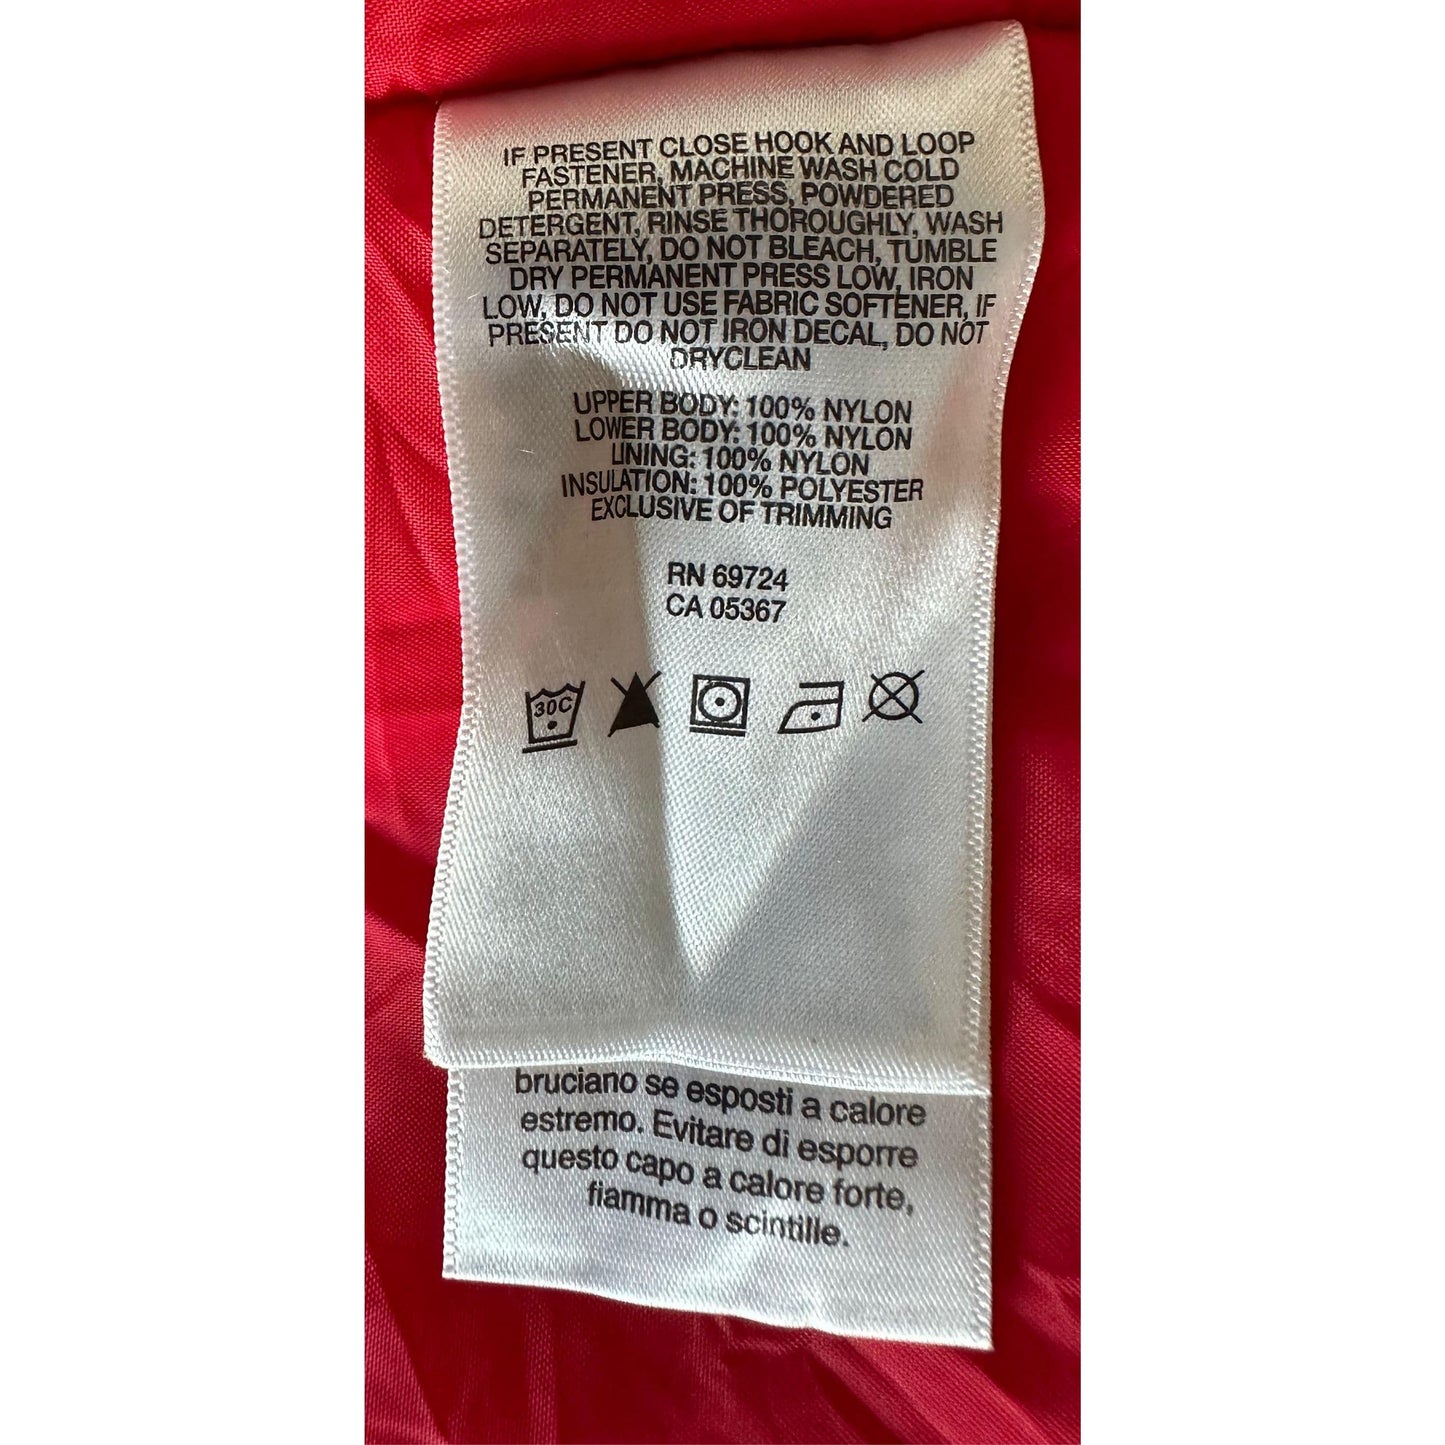 IF PRESENT CLOSE HOOK AND LOOP
FASTENER, MACHINE WASH COLD
PERMANENT PRESS, POWDERED
DETERGENT, RINSE THOROUGHLY, WASH
SEPARATELY, DO NOT BLEACH, TUMBLE
DRY PERMANENT PRESS LOW, IRON
LOW, DO NOT USE FABRIC SOFTENER, IF
PRESENT DO NOT IRON DECAL, DO NOT
DRYCLEAN
UPPER BODY: 100% NYLON
LOWER BODY: 100% NYLON
LINING: 100% NYLON
INSULATION: 100% POLYESTER
EXCLUSIVE OF TRIMMING
RN 69724
CA 05367
30C
bruciano se esposti a calore
estremo. Evitare di esporre
questo capo a calore forte,
fiamma o scintille.